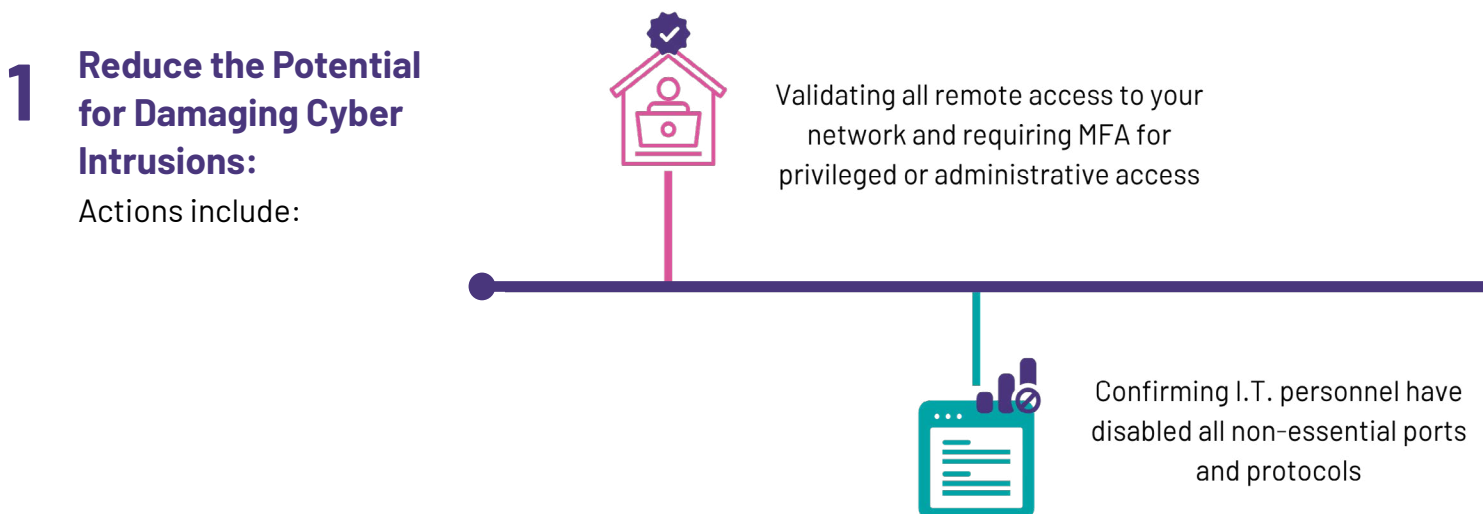 1
Reduce the Potential
for Damaging Cyber
Intrusions:
Actions include:
Validating all remote access to your
network and requiring MFA for
privileged or administrative access
Confirming I.T. personnel have
disabled all non-essential ports
and protocols